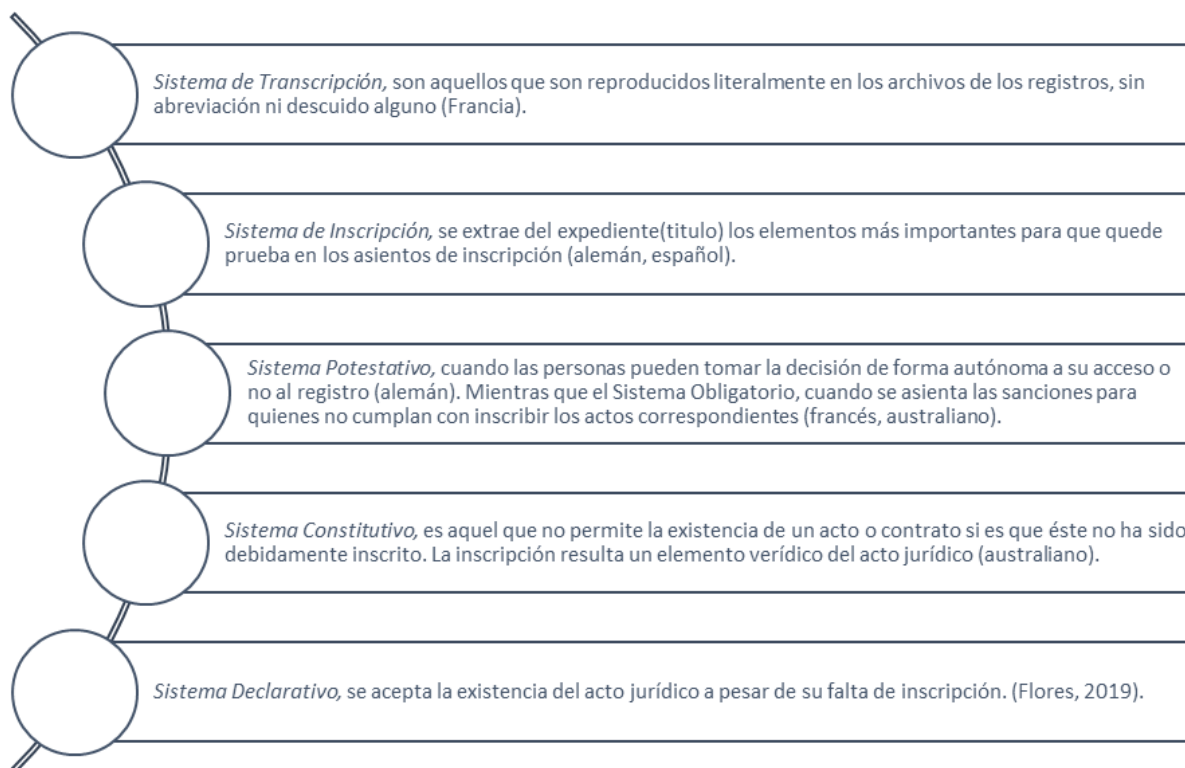 Sistema de Transcripción, son aquellos que son reproducidos literalmente en los archivos de los registros, sin
abreviación ni descuido alguno (Francia).
Sistema de Inscripción, se extrae del expediente(titulo) los elementos más importantes para que quede
prueba en los asientos de inscripción (alemán, español).
Sistema Potestativo, cuando las personas pueden tomar la decisión de forma autónoma a su acceso o
no al registro (alemán). Mientras que el Sistema Obligatorio, cuando se asienta las sanciones para
quienes no cumplan con inscribir los actos correspondientes (francés, australiano).
Sistema Constitutivo, es aquel que no permite la existencia de un acto o contrato si es que éste no ha sido
debidamente inscrito. La inscripción resulta un elemento verídico del acto jurídico (australiano).
Sistema Declarativo, se acepta la existencia del acto jurídico a pesar de su falta de inscripción. (Flores, 2019).